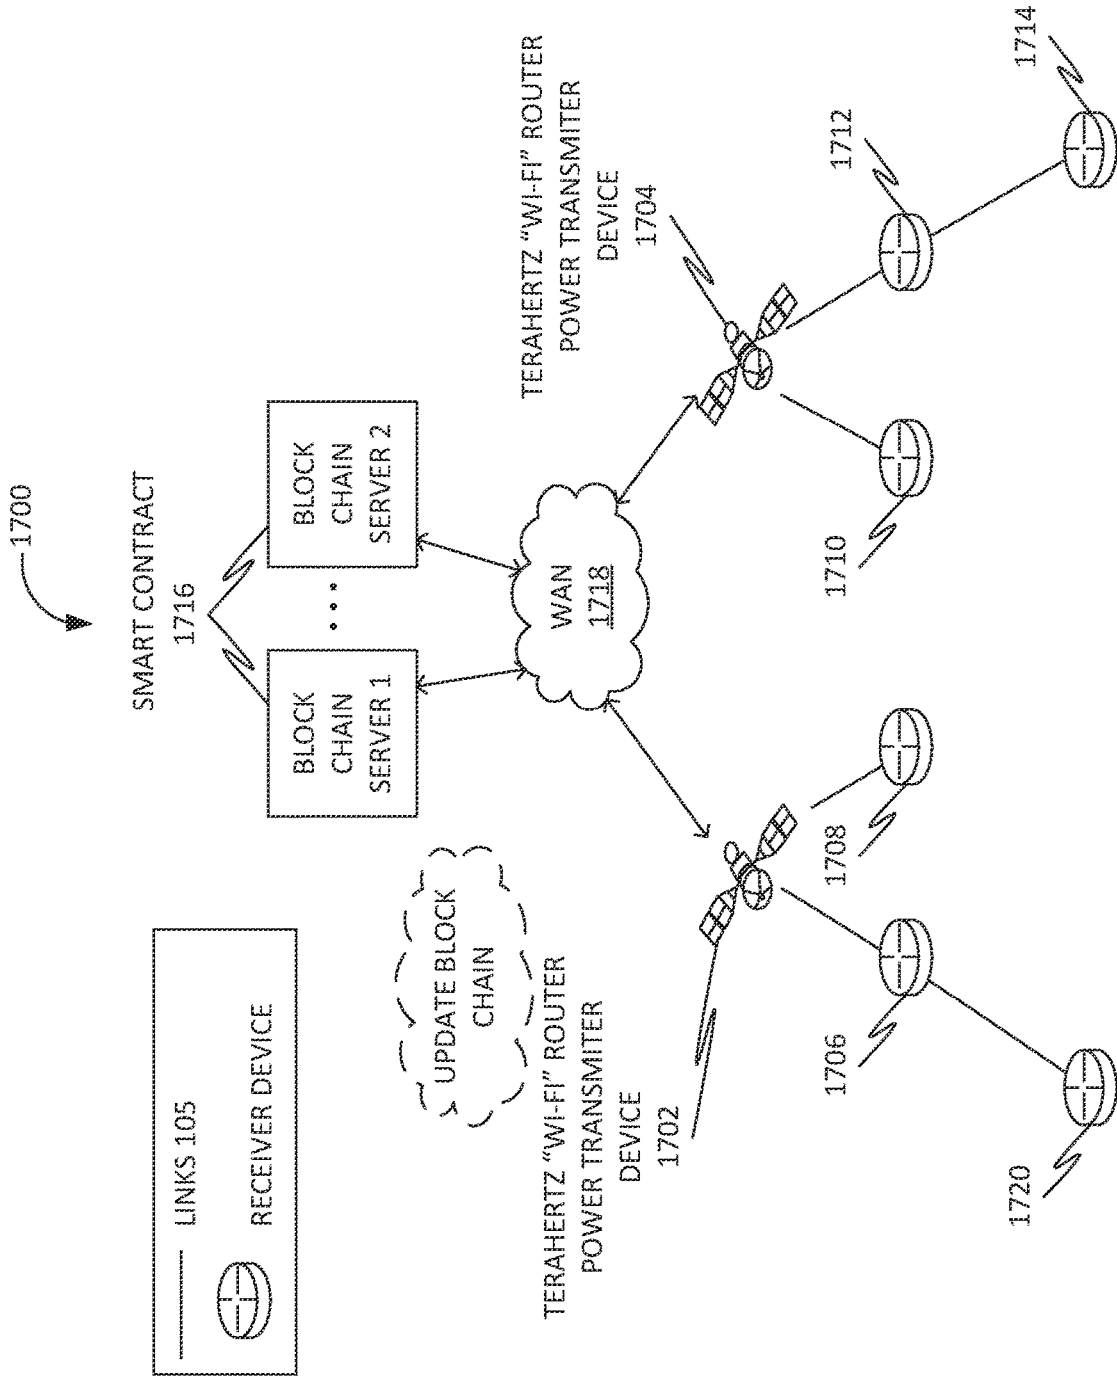 1700
SMART CONTRACT
1716
BLOCK
CHAIN
SERVER 1
BLOCK
CHAIN
SERVER 2
LINKS 105
RECEIVER DEVICE
UPDATE BLOCK
CHAIN
WAN
1718
TERAHERTZ “WI-FI” ROUTER
POWER TRANSMITER
DEVICE
1702
TERAHERTZ “WI-FI” ROUTER
POWER TRANSMITER
DEVICE
1704
1706
1708
1710
1712
1720
1714